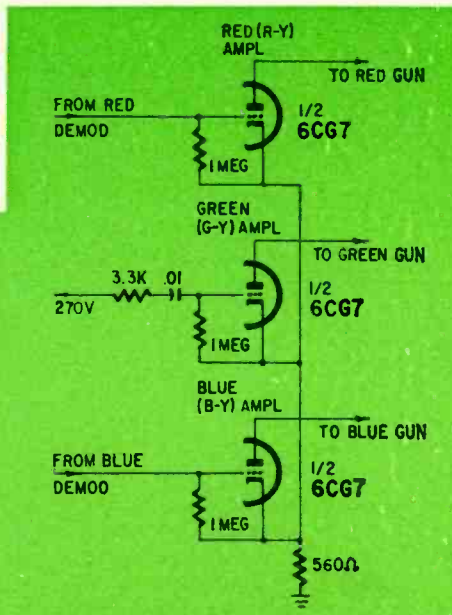 RED (R-Y)
AMPL
TO RED GUN
FROM RED
DEMOD
1/2
6CG7
1 MEG
GREEN
(G-Y) AMPL
TO GREEN GUN
3.3K .01
270V
1/2
6CG7
1 MEG
BLUE
(B-Y) AMPL
TO BLUE GUN
FROM BLUE
DEMOD
1/2
6CG7
1 MEG
560Ω